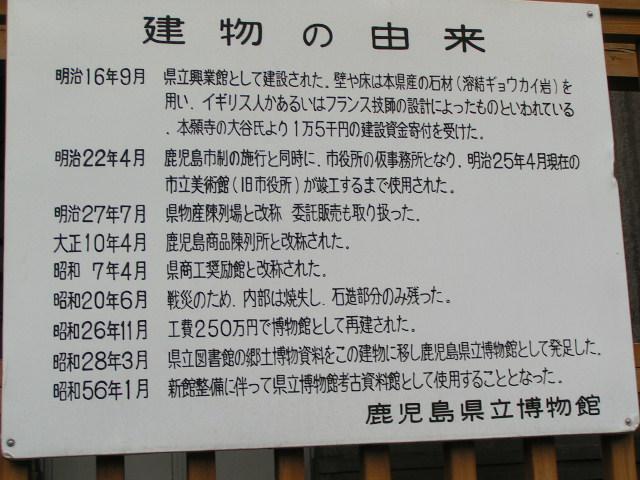 建物の由来
明治16年9月 県立興業館として建設された。壁や床は本県産の石材(溶結ギョウカイ岩)を
用い、イギリス人かあるいはフランス技師の設計によったものといわれている
、本願寺の大谷氏より1万5千円の建設資金寄付を受けた。
明治22年4月 鹿児島市制の施行と同時に、市役所の仮事務所となり、明治25年4月現在の
市立美術館(旧市役所)が竣工するまで使用された。
明治27年7月 県物産陳列場と改称 委託販売も取り扱った。
大正10年4月 鹿児島商品陳列所と改称された。
昭和 7年4月 県商工奨励館と改称された。
昭和20年6月 戦災のため、内部は焼失し、石造部分のみ残った。
昭和26年11月 工費250万円で博物館として再建された。
昭和28年3月 県立図書館の郷土博物資料をこの建物に移し鹿児島県立博物館として発足した.
昭和56年1月 新館整備に伴って県立博物館考古資料館として使用することとなった。
鹿児島県立博物館